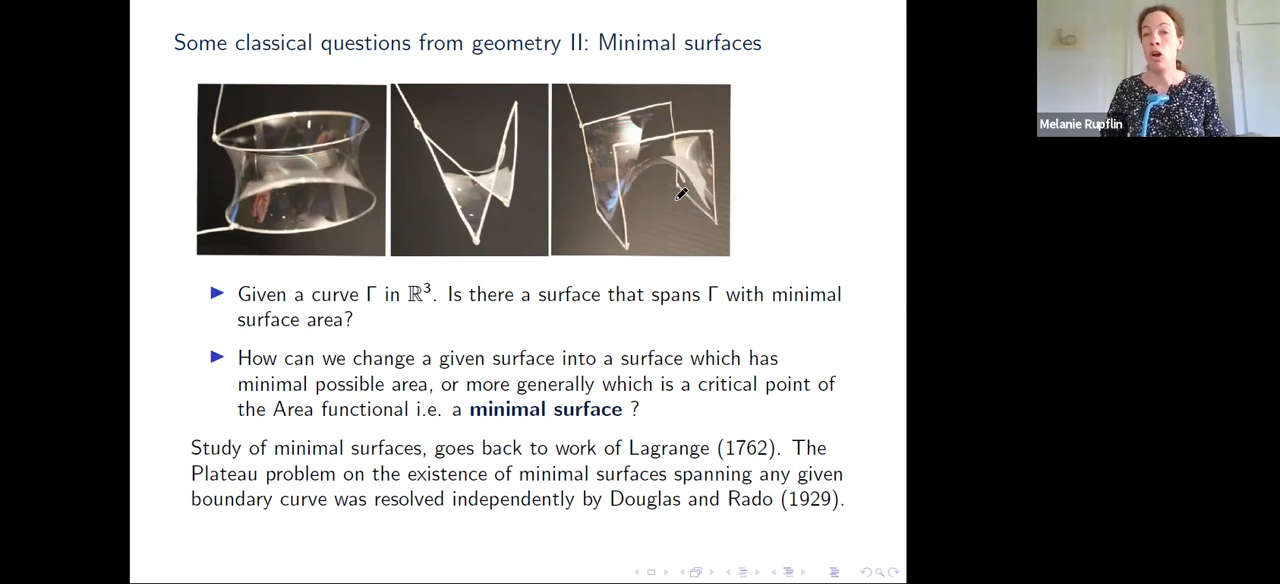 Some classical questions from geometry II: Minimal surfaces
Melanie Rupflin
▶ Given a curve Γ in ℝ³. Is there a surface that spans Γ with minimal
surface area?
▶ How can we change a given surface into a surface which has
minimal possible area, or more generally which is a critical point of
the Area functional i.e. a minimal surface ?
Study of minimal surfaces, goes back to work of Lagrange (1762). The
Plateau problem on the existence of minimal surfaces spanning any given
boundary curve was resolved independently by Douglas and Rado (1929).